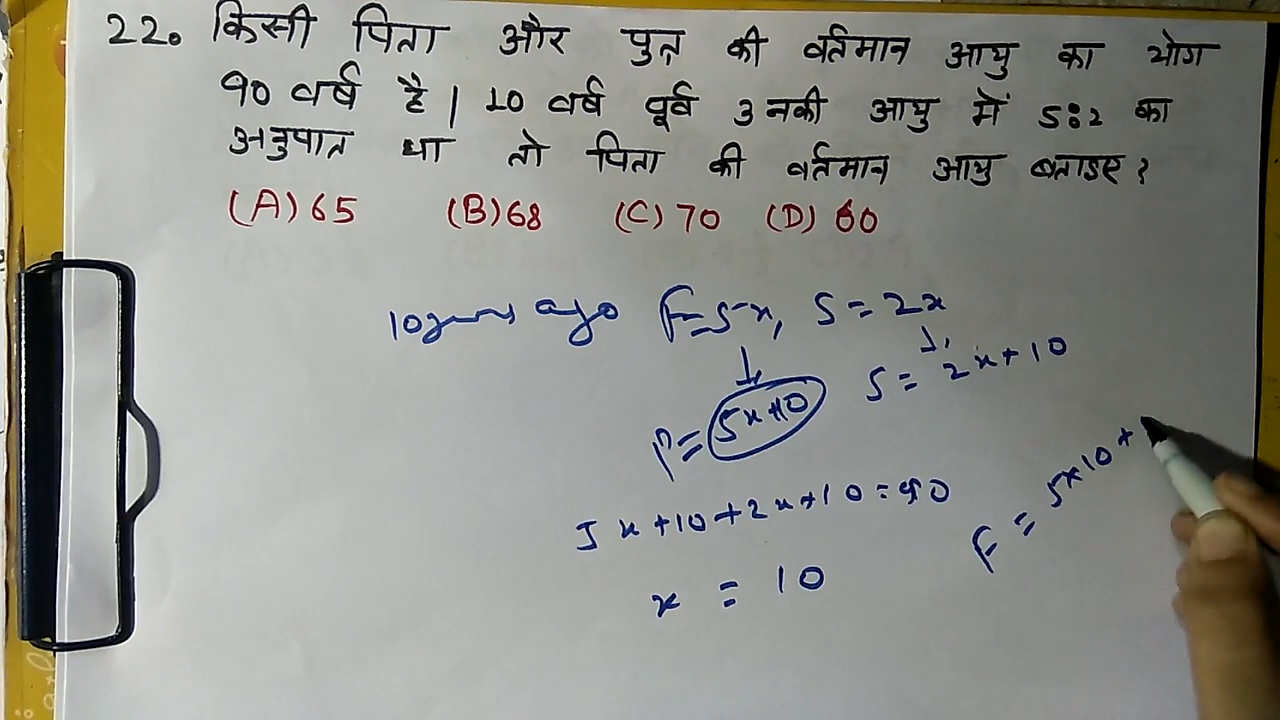 22. किसी पिता और पुत्र की वर्तमान आयु का योग
90 वर्ष है | 10 वर्ष पूर्व उनकी आयु में 5:2 का
अनुपात था तो पिता की वर्तमान आयु बताइए?
(A) 65 (B) 68 (C) 70 (D) 60
10 years ago F=5x, S=2x
F=5x+10 S=2x+10
5x+10+2x+10=90
x=10
F=5×10+